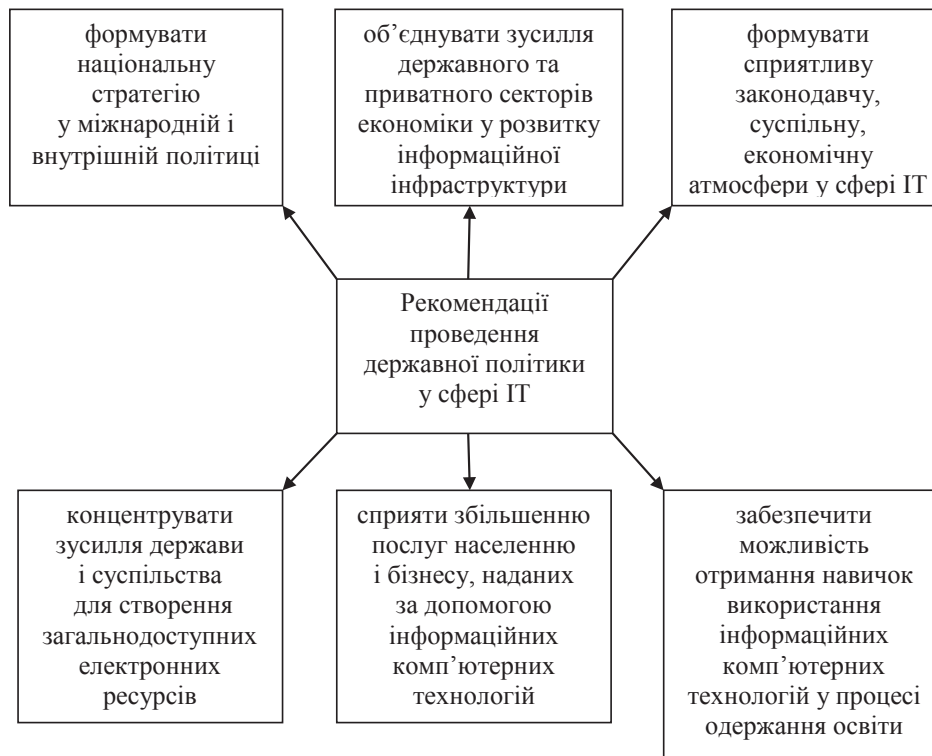 формувати
національну
стратегію
у міжнародній і
внутрішній політиці
об’єднувати зусилля
державного та
приватного секторів
економіки у розвитку
інформаційної
інфраструктури
формувати
сприятливу
законодавчу,
суспільну,
економічну
атмосфери у сфері ІТ
Рекомендації
проведення
державної політики
у сфері ІТ
концентрувати
зусилля держави
і суспільства
для створення
загальнодоступних
електронних
ресурсів
сприяти збільшенню
послуг населенню
і бізнесу, наданих
за допомогою
інформаційних
комп’ютерних
технологій
забезпечити
можливість
отримання навичок
використання
інформаційних
комп’ютерних
технологій у процесі
одержання освіти